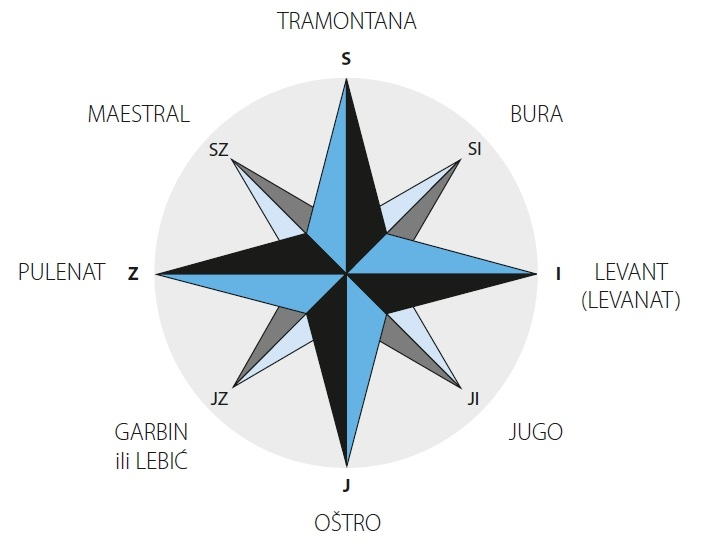 TRAMONTANA
S
MAESTRAL
BURA
SZ
SI
PULENAT
Z
I
LEVANT
(LEVANAT)
JZ
JI
GARBIN
ili LEBIĆ
JUGO
J
OŠTRO